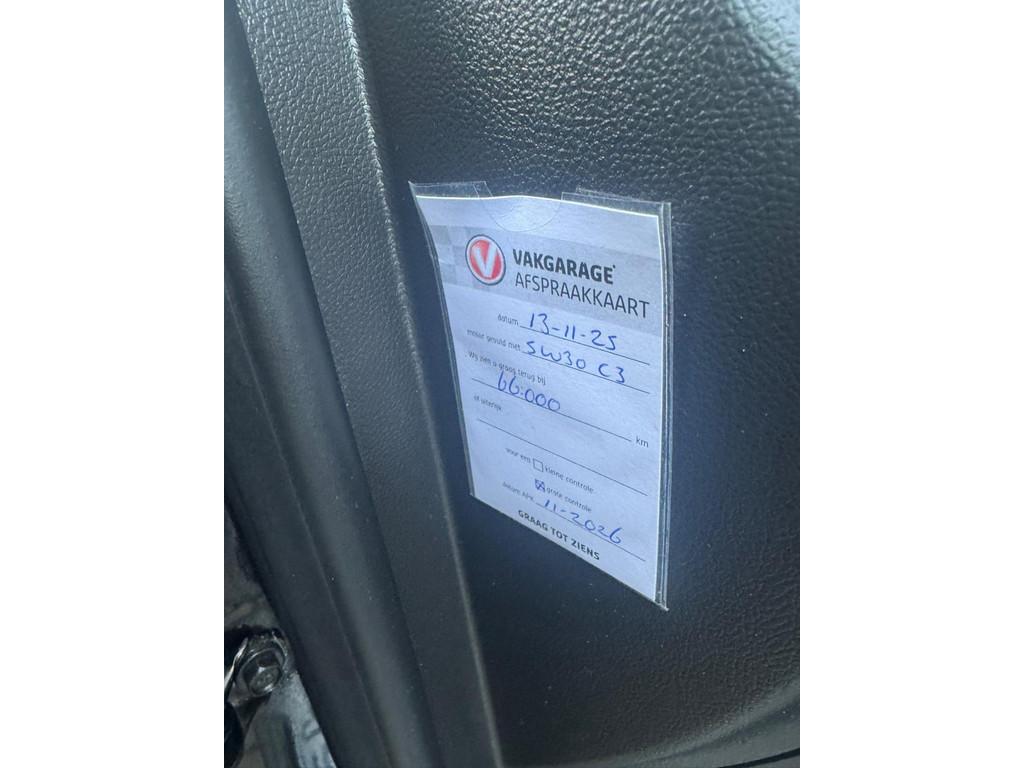 V
VAKGARAGE
AFSPRAAKKAART
datum 13-11-25
motor gevuld met 5W30 C3
Wij zien u graag terug bij
66.000 km
of uiterlijk
voor een kleine controle
grote controle
datum APK 11-2026
GRAAG TOT ZIENS